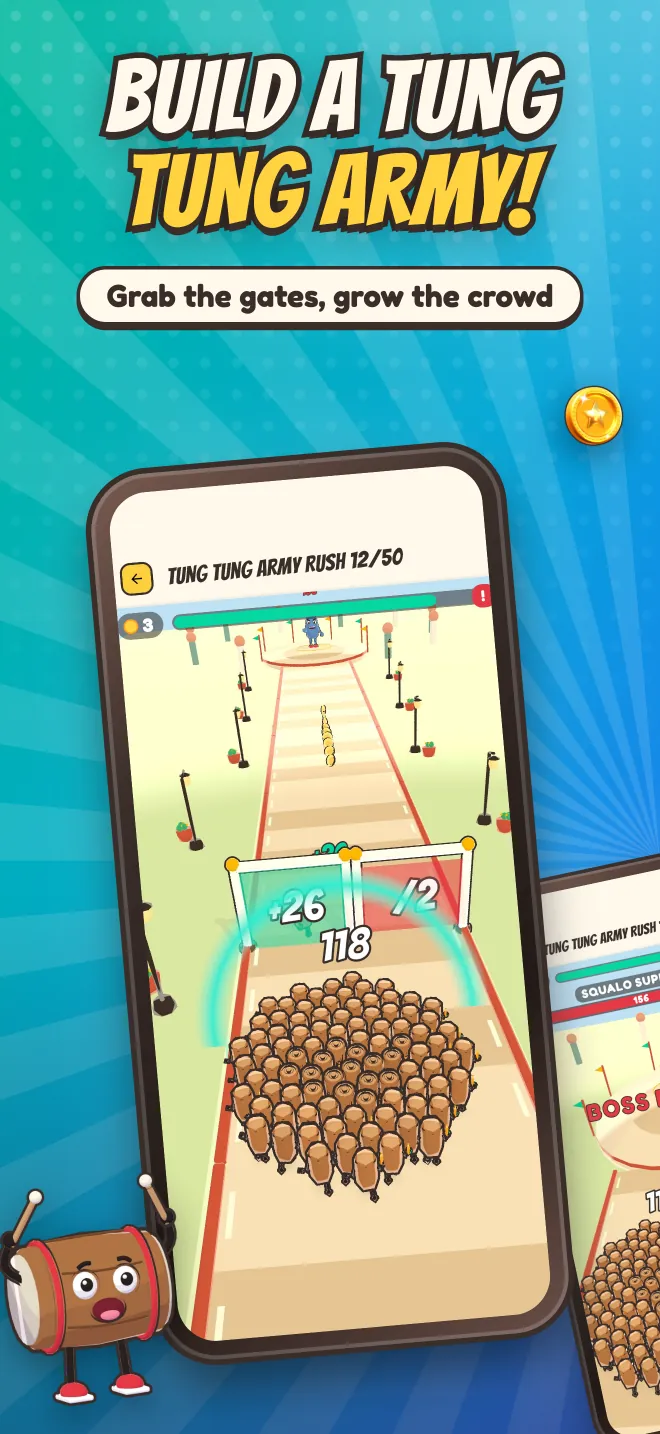 BUILD A TUNG
TUNG ARMY!
Grab the gates, grow the crowd
TUNG TUNG ARMY RUSH 12/50
3
!
+26
/2
118
TUNG TUNG ARMY RUSH
SQUALO
156
BOSS